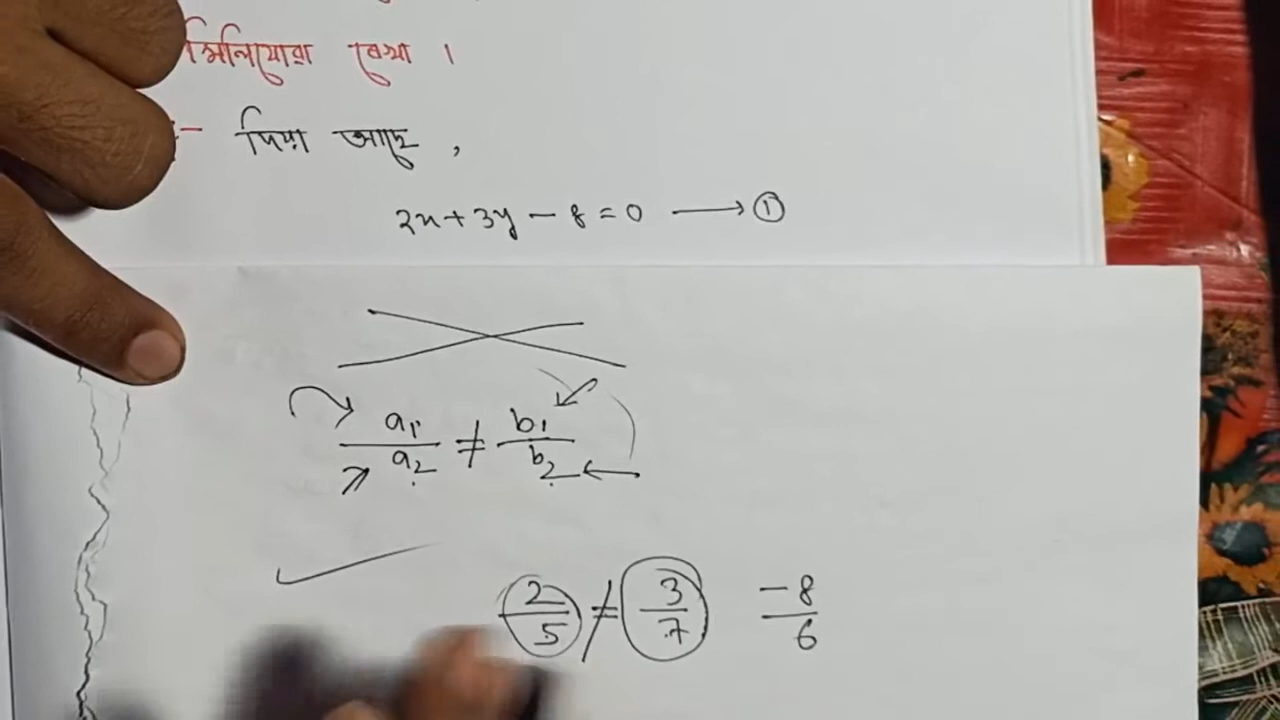 মিলিযোৱা ৰেখা ।
:- দিয়া আছে ,
2x + 3y - 8 = 0 ⟶ ①
a₁/a₂ ≠ b₁/b₂
2/5 ≠ 3/7 -8/6